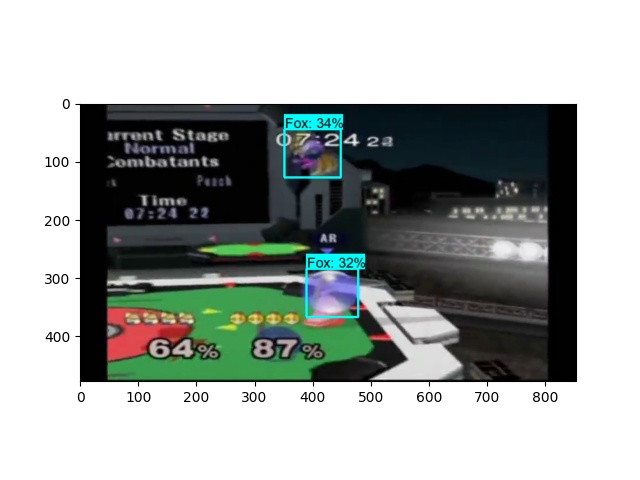 0
100
200
300
400
0 100 200 300 400 500 600 700 800
Fox: 34%
07:24 22
urrent Stage
Normal
ombatants
Peach
Time
07:24 22
AR
Fox: 32%
64%
87%